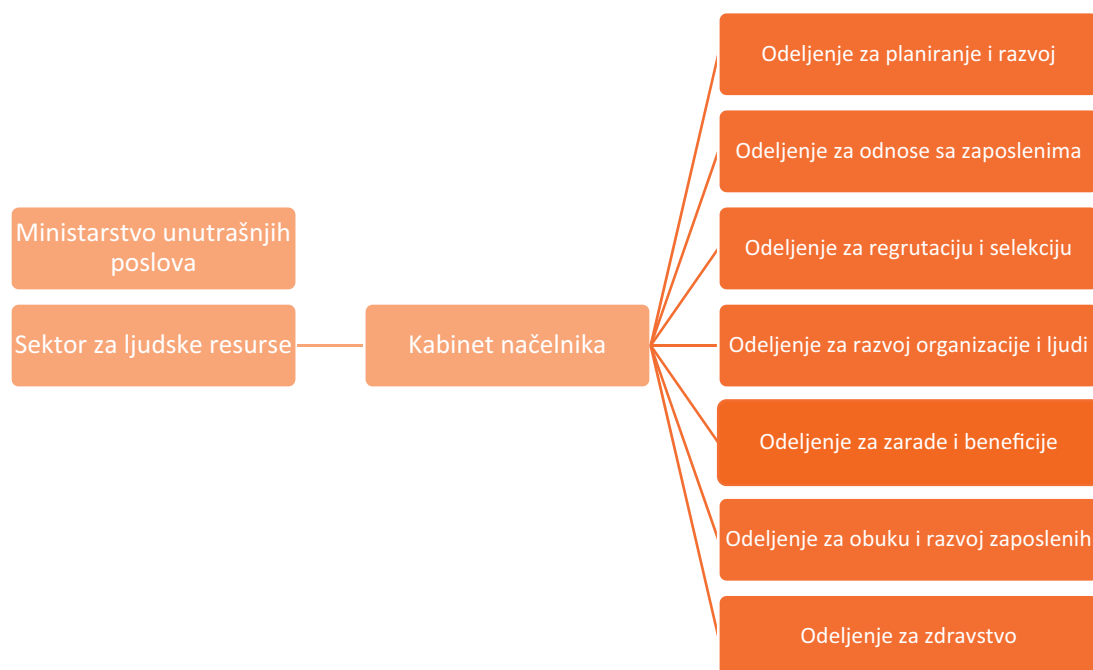 Ministarstvo unutrašnjih
poslova
Sektor za ljudske resurse
Kabinet načelnika
Odeljenje za planiranje i razvoj
Odeljenje za odnose sa zaposlenima
Odeljenje za regrutaciju i selekciju
Odeljenje za razvoj organizacije i ljudi
Odeljenje za zarade i beneficije
Odeljenje za obuku i razvoj zaposlenih
Odeljenje za zdravstvo